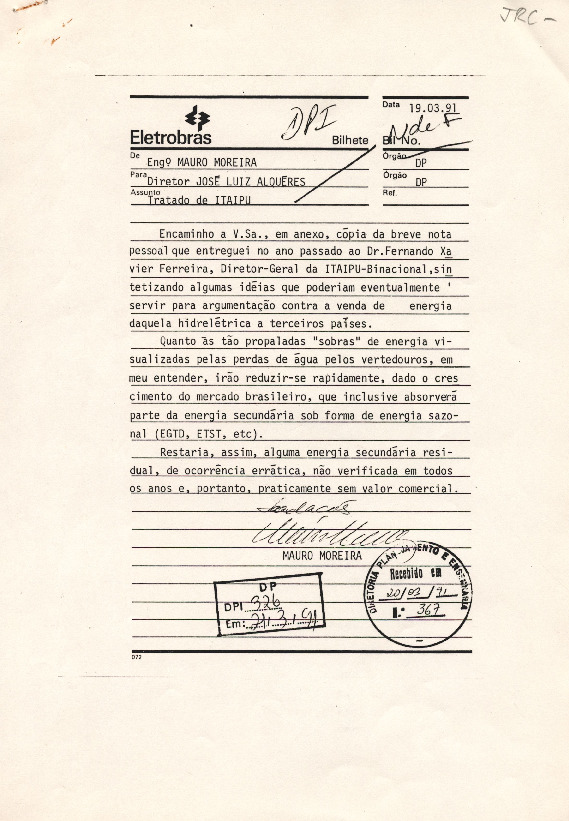 JRC-
Data 19.03.91
DPI
Eletrobrás
Bilhete
Bil. No.
N de F
De Engº MAURO MOREIRA
Órgão DP
Para Diretor JOSÉ LUIZ ALQUÉRES
Órgão DP
Assunto Tratado de ITAIPU
Ref.
Encaminho a V.Sa., em anexo, cópia da breve nota
pessoal que entreguei no ano passado ao Dr.Fernando Xa
vier Ferreira, Diretor-Geral da ITAIPU-Binacional,sin
tetizando algumas idéias que poderiam eventualmente '
servir para argumentação contra a venda de energia
daquela hidrelétrica a terceiros países.
Quanto às tão propaladas "sobras" de energia vi-
sualizadas pelas perdas de água pelos vertedouros, em
meu entender, irão reduzir-se rapidamente, dado o cres
cimento do mercado brasileiro, que inclusive absorverá
parte da energia secundária sob forma de energia sazo-
nal (EGTD, ETST, etc).
Restaria, assim, alguma energia secundária resi-
dual, de ocorrência errática, não verificada em todos
os anos e, portanto, praticamente sem valor comercial.
Saudações
MAURO MOREIRA
DIRETORIA PLANEJAMENTO E ENGENHARIA
Recebido em
20/03/91
N.º 367
DP
DPI 326
Em: 21.3.91
072